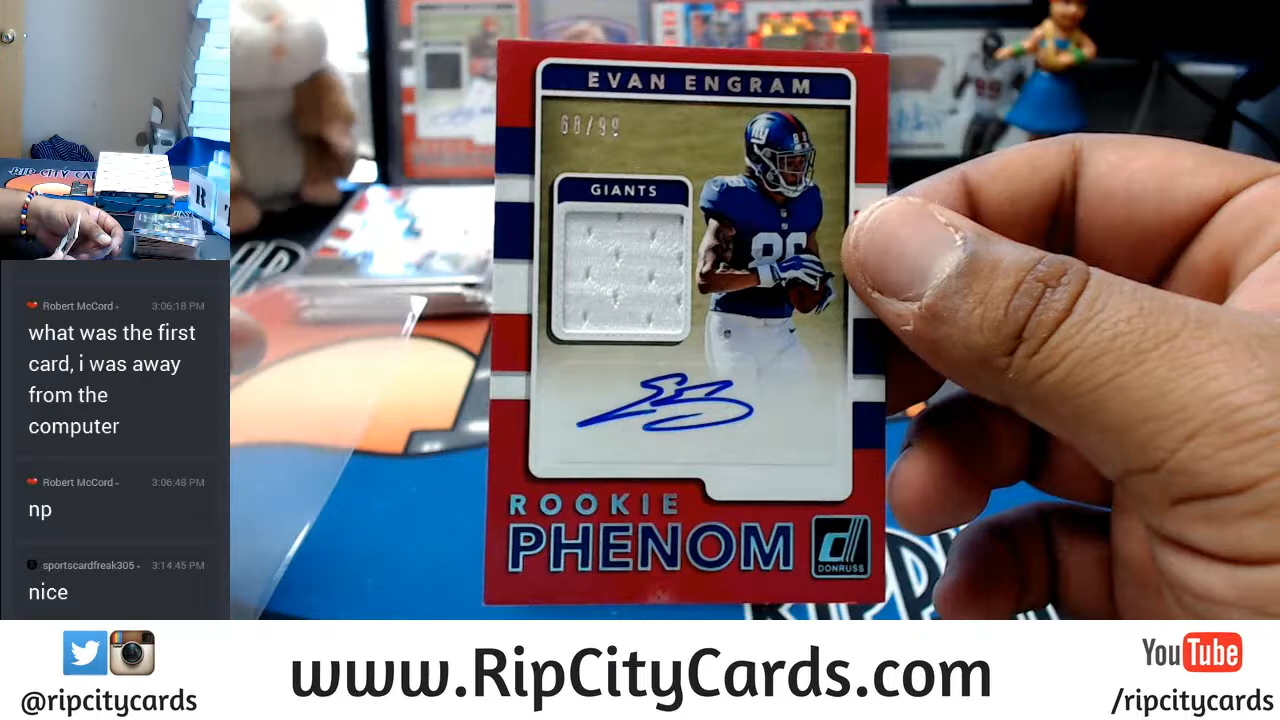 Robert McCord 3:06:18 PM
what was the first
card, i was away
from the
computer
Robert McCord 3:06:48 PM
np
sportscardfreak305 3:14:45 PM
nice
EVAN ENGRAM
68/99
GIANTS
88
ROOKIE
PHENOM
DONRUSS
@ripcitycards
www.RipCityCards.com
YouTube
/ripcitycards